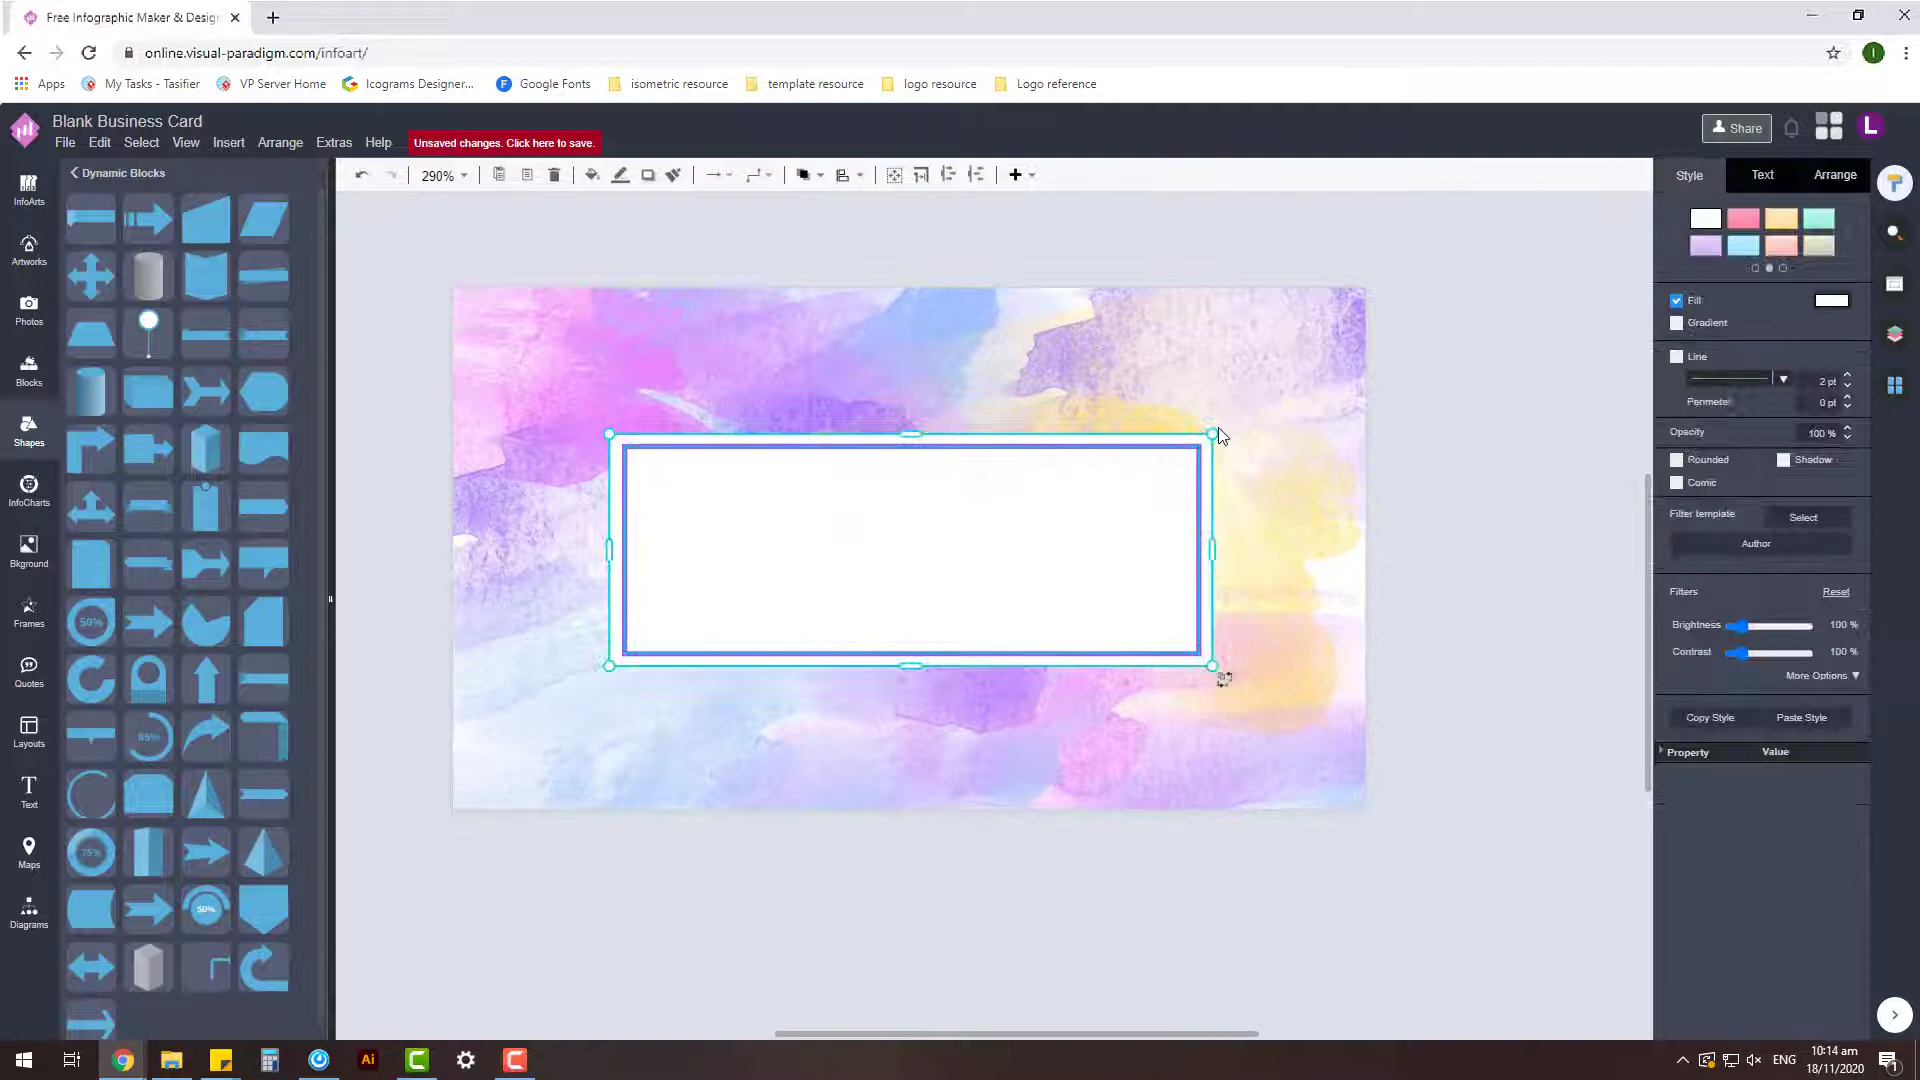 Free Infographic Maker & Desig
online.visual-paradigm.com/infoart/
Apps
My Tasks - Tasifier
VP Server Home
Icograms Designer...
Google Fonts
isometric resource
template resource
logo resource
Logo reference
Blank Business Card
File Edit Select View Insert Arrange Extras Help
Unsaved changes. Click here to save.
Share
L
Dynamic Blocks
290%
Style Text Arrange
InfoArts
Artworks
Photos
Blocks
Shapes
InfoCharts
Bkground
Frames
Quotes
Layouts
Text
Maps
Diagrams
50%
65%
75%
50%
Fill
Gradient
Line
2 pt
Perimeter 0 pt
Opacity 100 %
Rounded Shadow
Comic
Filter template Select
Author
Filters Reset
Brightness 100 %
Contrast 100 %
More Options
Copy Style Paste Style
Property Value
Ai
ENG
10:14 am
18/11/2020
1